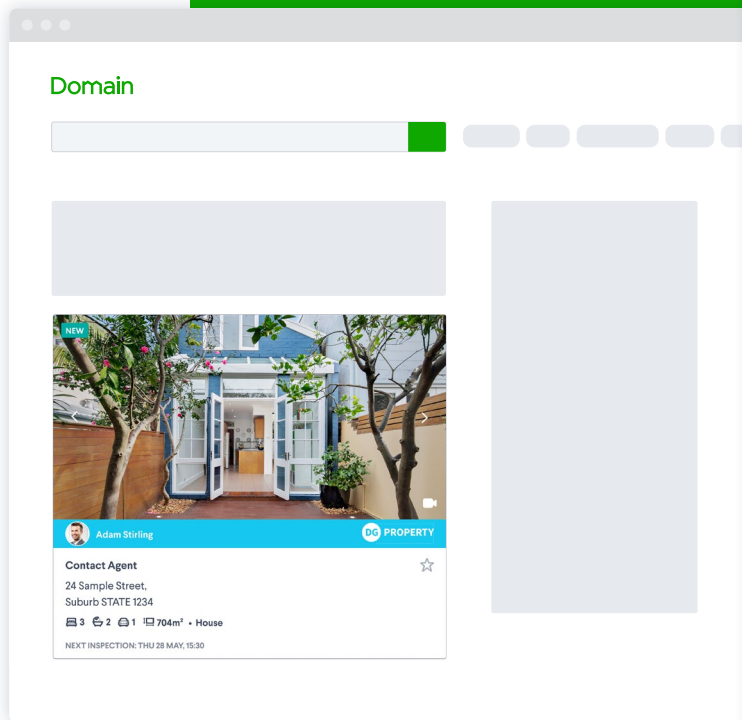 Domain
NEW
Adam Stirling
DG PROPERTY
Contact Agent
24 Sample Street,
Suburb STATE 1234
3 2 1 704m² • House
NEXT INSPECTION: THU 28 MAY, 15:30